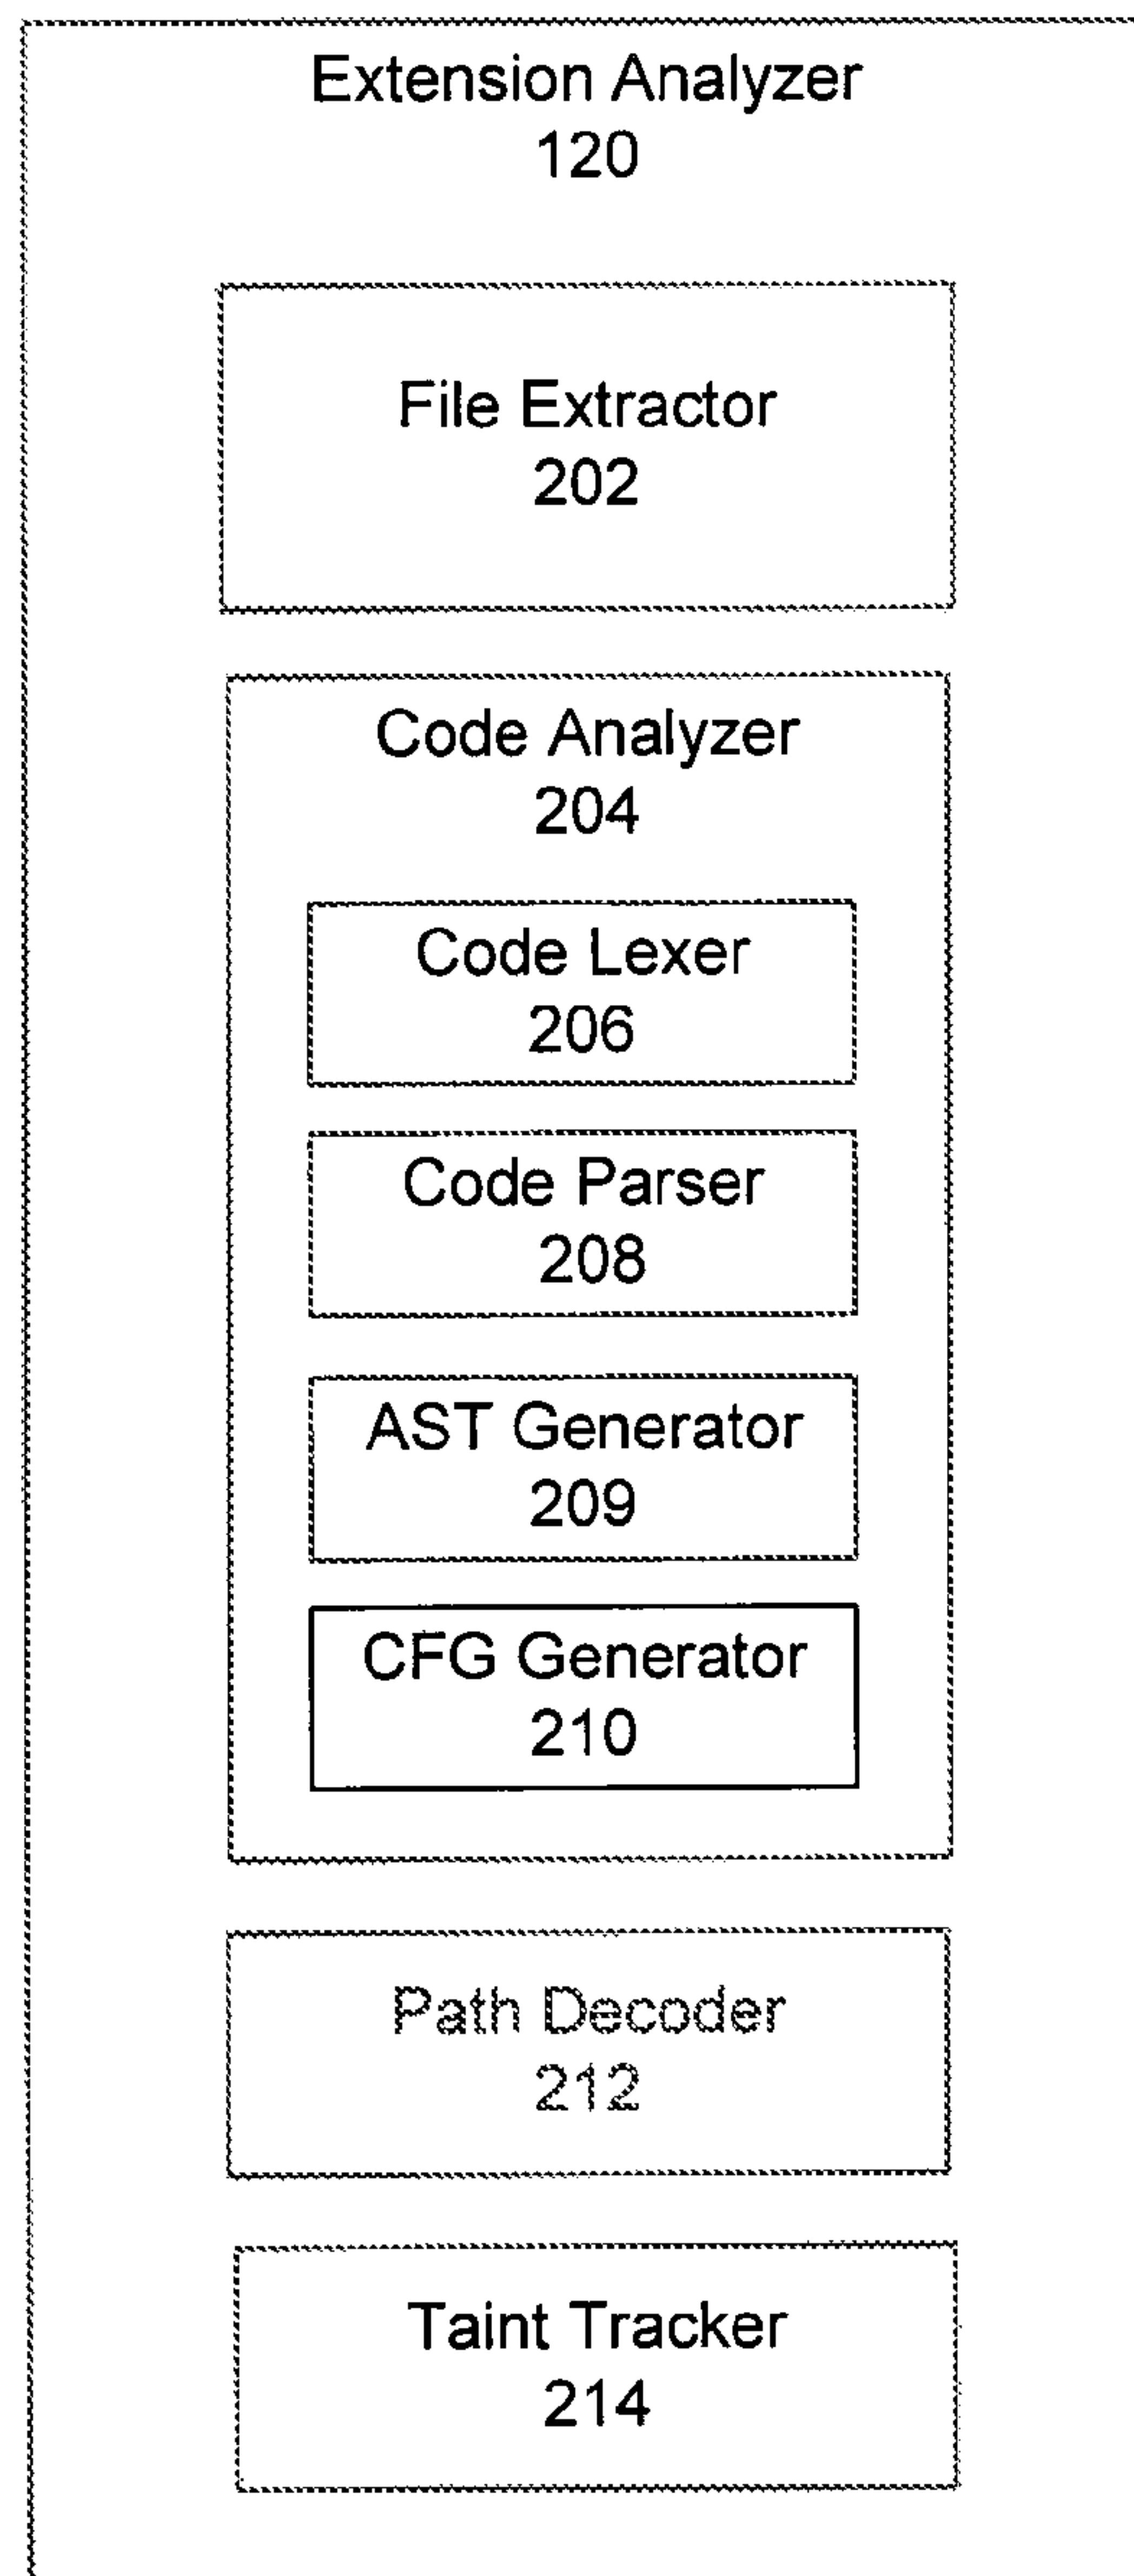 Extension Analyzer
120
File Extractor
202
Code Analyzer
204
Code Lexer
206
Code Parser
208
AST Generator
209
CFG Generator
210
Path Decoder
212
Taint Tracker
214